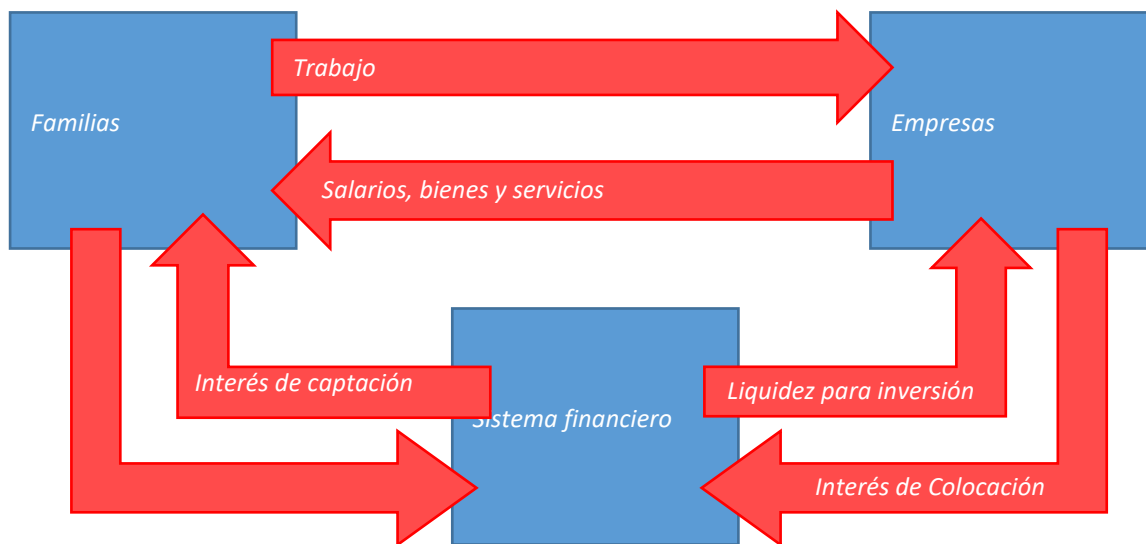 Trabajo
Familias
Empresas
Salarios, bienes y servicios
Interés de captación
Liquidez para inversión
Sistema financiero
Interés de Colocación